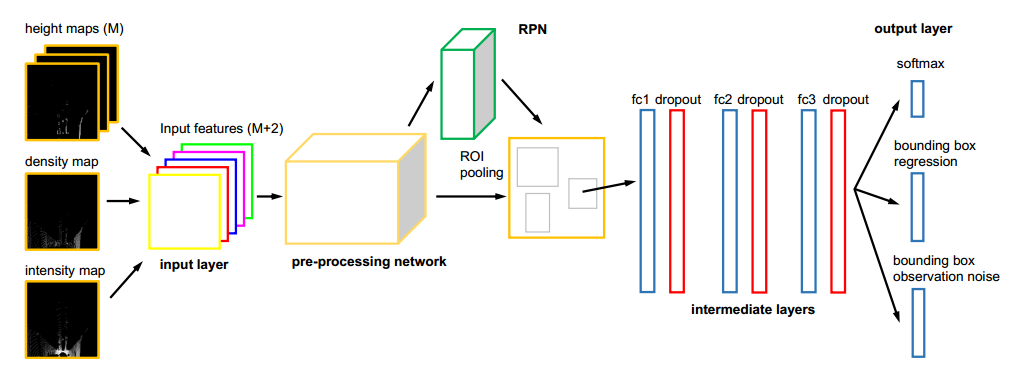 height maps (M)
density map
intensity map
Input features (M+2)
input layer
pre-processing network
RPN
ROI
pooling
fc1 dropout
fc2 dropout
fc3 dropout
intermediate layers
output layer
softmax
bounding box
regression
bounding box
observation noise